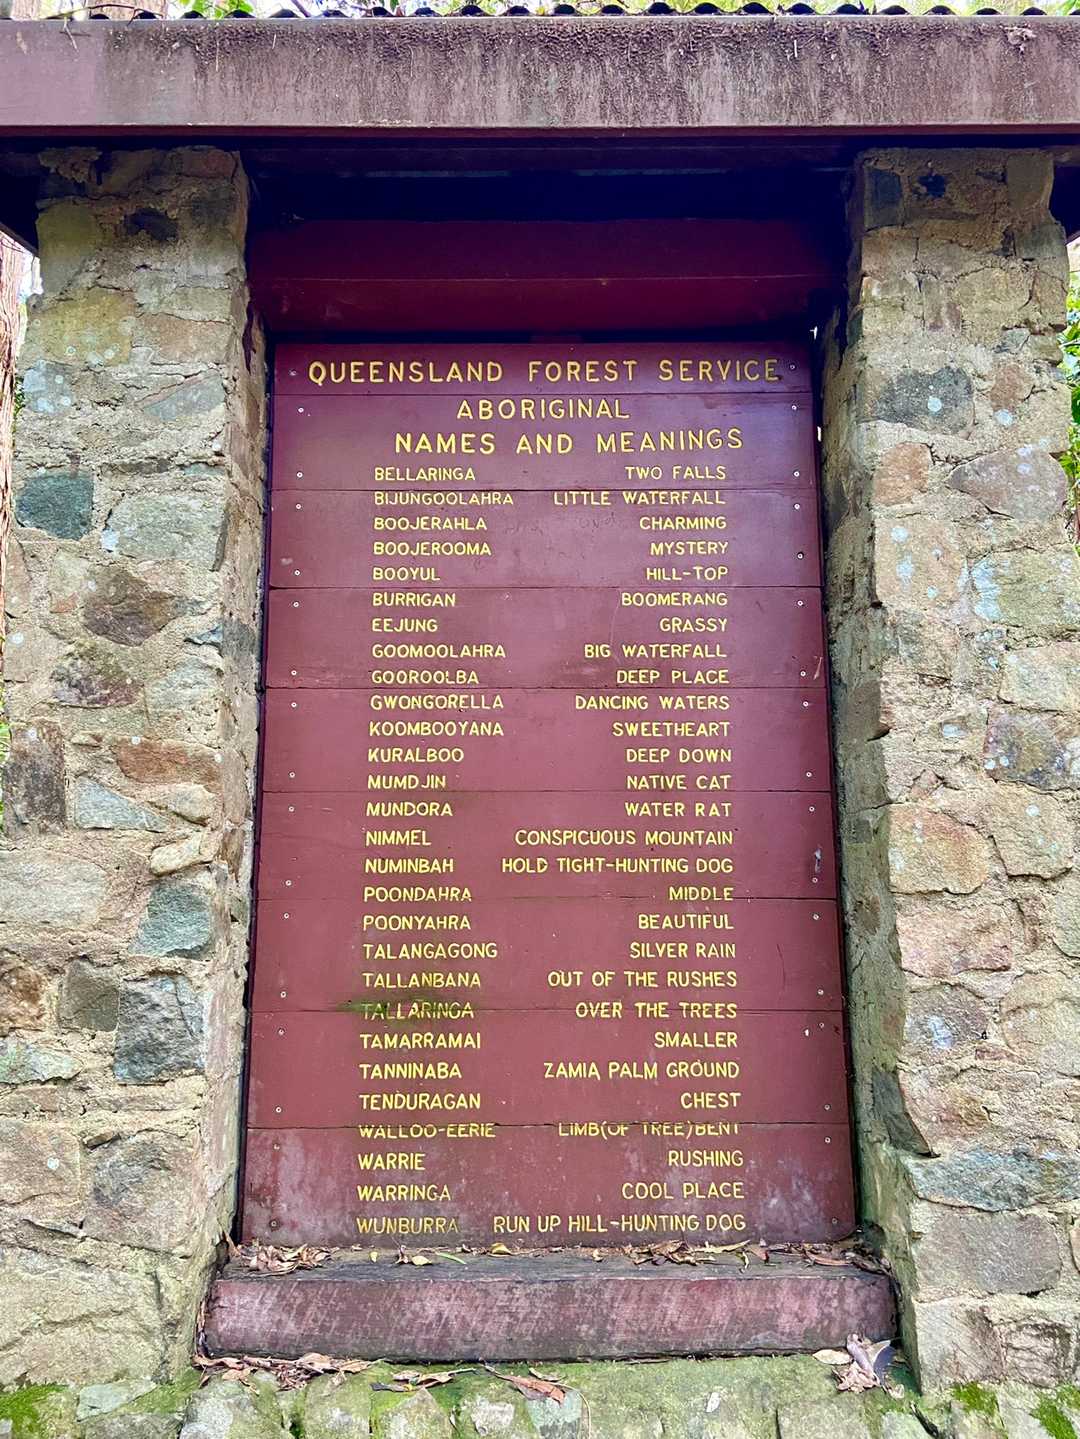 QUEENSLAND FOREST SERVICE
ABORIGINAL
NAMES AND MEANINGS
BELLARINGA TWO FALLS
BIJUNGOOLAHRA LITTLE WATERFALL
BOOJERAHLA CHARMING
BOOJEROOMA MYSTERY
BOOYUL HILL-TOP
BURRIGAN BOOMERANG
EEJUNG GRASSY
GOOMOOLAHRA BIG WATERFALL
GOOROOLBA DEEP PLACE
GWONGORELLA DANCING WATERS
KOOMBOOYANA SWEETHEART
KURALBOO DEEP DOWN
MUMDJIN NATIVE CAT
MUNDORA WATER RAT
NIMMEL CONSPICUOUS MOUNTAIN
NUMINBAH HOLD TIGHT-HUNTING DOG
POONDAHRA MIDDLE
POONYAHRA BEAUTIFUL
TALANGAGONG SILVER RAIN
TALLANBANA OUT OF THE RUSHES
TALLARINGA OVER THE TREES
TAMARRAMAI SMALLER
TANNINABA ZAMIA PALM GROUND
TENDURAGAN CHEST
WALLOO-EERIE LIMB(OF TREE)BENT
WARRIE RUSHING
WARRINGA COOL PLACE
WUNBURRA RUN UP HILL-HUNTING DOG